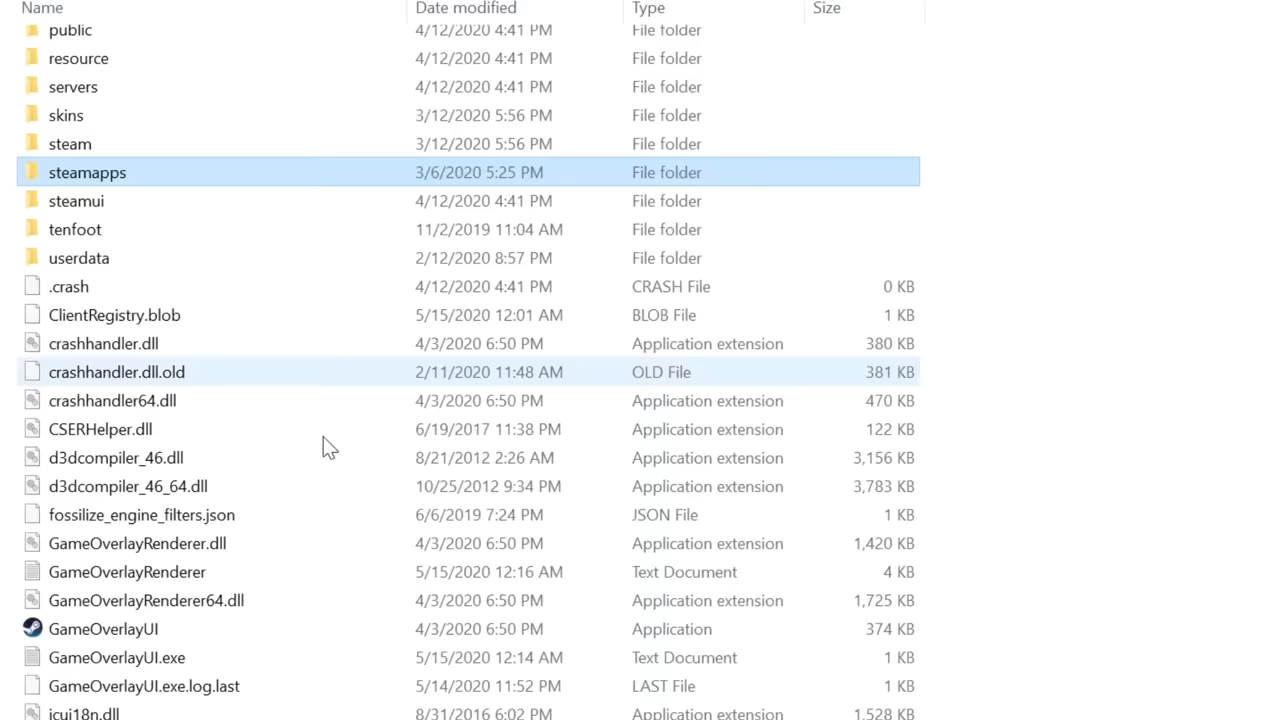 Name Date modified Type Size
public 4/12/2020 4:41 PM File folder
resource 4/12/2020 4:41 PM File folder
servers 4/12/2020 4:41 PM File folder
skins 3/12/2020 5:56 PM File folder
steam 3/12/2020 5:56 PM File folder
steamapps 3/6/2020 5:25 PM File folder
steamui 4/12/2020 4:41 PM File folder
tenfoot 11/2/2019 11:04 AM File folder
userdata 2/12/2020 8:57 PM File folder
.crash 4/12/2020 4:41 PM CRASH File 0 KB
ClientRegistry.blob 5/15/2020 12:01 AM BLOB File 1 KB
crashhandler.dll 4/3/2020 6:50 PM Application extension 380 KB
crashhandler.dll.old 2/11/2020 11:48 AM OLD File 381 KB
crashhandler64.dll 4/3/2020 6:50 PM Application extension 470 KB
CSERHelper.dll 6/19/2017 11:38 PM Application extension 122 KB
d3dcompiler_46.dll 8/21/2012 2:26 AM Application extension 3,156 KB
d3dcompiler_46_64.dll 10/25/2012 9:34 PM Application extension 3,783 KB
fossilize_engine_filters.json 6/6/2019 7:24 PM JSON File 1 KB
GameOverlayRenderer.dll 4/3/2020 6:50 PM Application extension 1,420 KB
GameOverlayRenderer 5/15/2020 12:16 AM Text Document 4 KB
GameOverlayRenderer64.dll 4/3/2020 6:50 PM Application extension 1,725 KB
GameOverlayUI 4/3/2020 6:50 PM Application 374 KB
GameOverlayUI.exe 5/15/2020 12:14 AM Text Document 1 KB
GameOverlayUI.exe.log.last 5/14/2020 11:52 PM LAST File 1 KB
icui18n.dll 8/31/2016 6:02 PM Application extension 1,528 KB